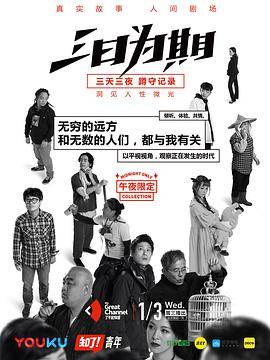 真实故事 人间剧场
三日为期
三天三夜 蹲守记录
洞见人性微光
倾听、体验、共情。
无穷的远方
和无数的人们，都与我有关
以平视视角，观察正在发生的时代
MIDNIGHT ONLY
午夜限定
COLLECTION
The
Great
Channel
1/3 Wed.
YOUKU
知了!
青年